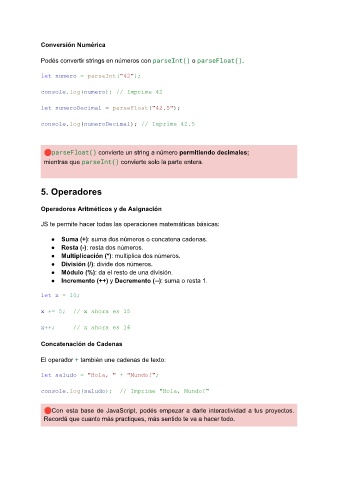 Conversión Numérica
Podés convertir strings en números con parseInt() o parseFloat().
let numero = parseInt("42");
console.log(numero); // Imprime 42
let numeroDecimal = parseFloat("42.5");
console.log(numeroDecimal); // Imprime 42.5
🔴parseFloat() convierte un string a número permitiendo decimales;
mientras que parseInt() convierte solo la parte entera.
5. Operadores
Operadores Aritméticos y de Asignación
JS te permite hacer todas las operaciones matemáticas básicas:
● Suma (+): suma dos números o concatena cadenas.
● Resta (-): resta dos números.
● Multiplicación (*): multiplica dos números.
● División (/): divide dos números.
● Módulo (%): da el resto de una división.
● Incremento (++) y Decremento (--): suma o resta 1.
let x = 10;
x += 5; // x ahora es 15
x++; // x ahora es 16
Concatenación de Cadenas
El operador + también une cadenas de texto:
let saludo = "Hola, " + "Mundo!";
console.log(saludo); // Imprime "Hola, Mundo!"
🔴Con esta base de JavaScript, podés empezar a darle interactividad a tus proyectos.
Recordá que cuanto más practiques, más sentido te va a hacer todo.